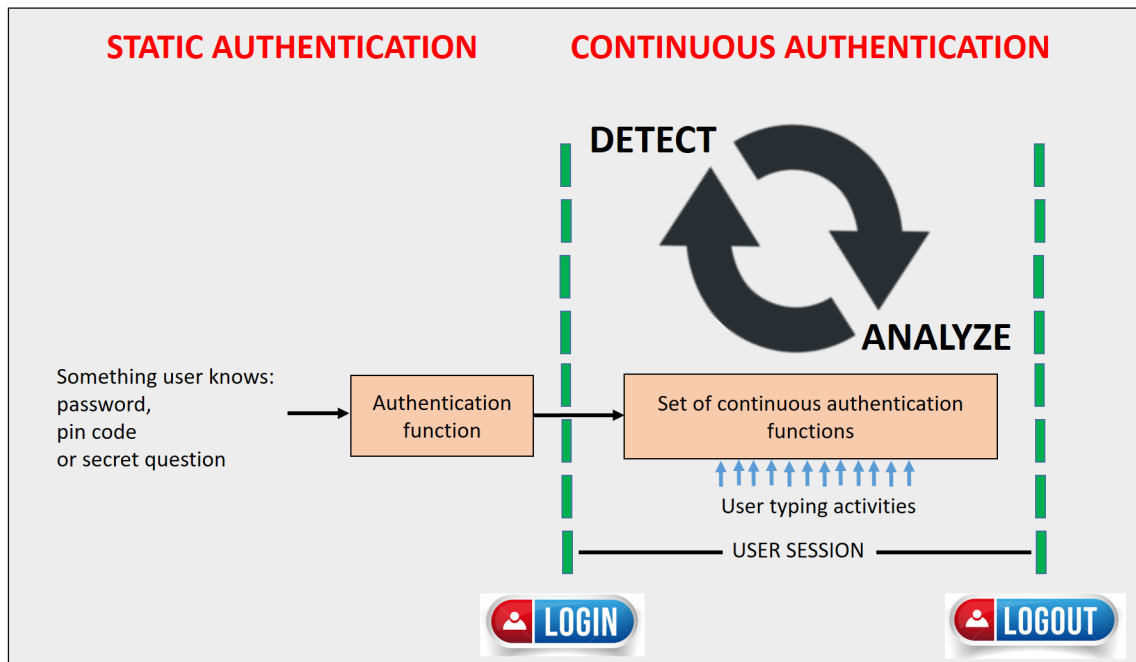 STATIC AUTHENTICATION
CONTINUOUS AUTHENTICATION
DETECT
ANALYZE
Something user knows:
password,
pin code
or secret question
Authentication
function
Set of continuous authentication
functions
User typing activities
USER SESSION
LOGIN
LOGOUT